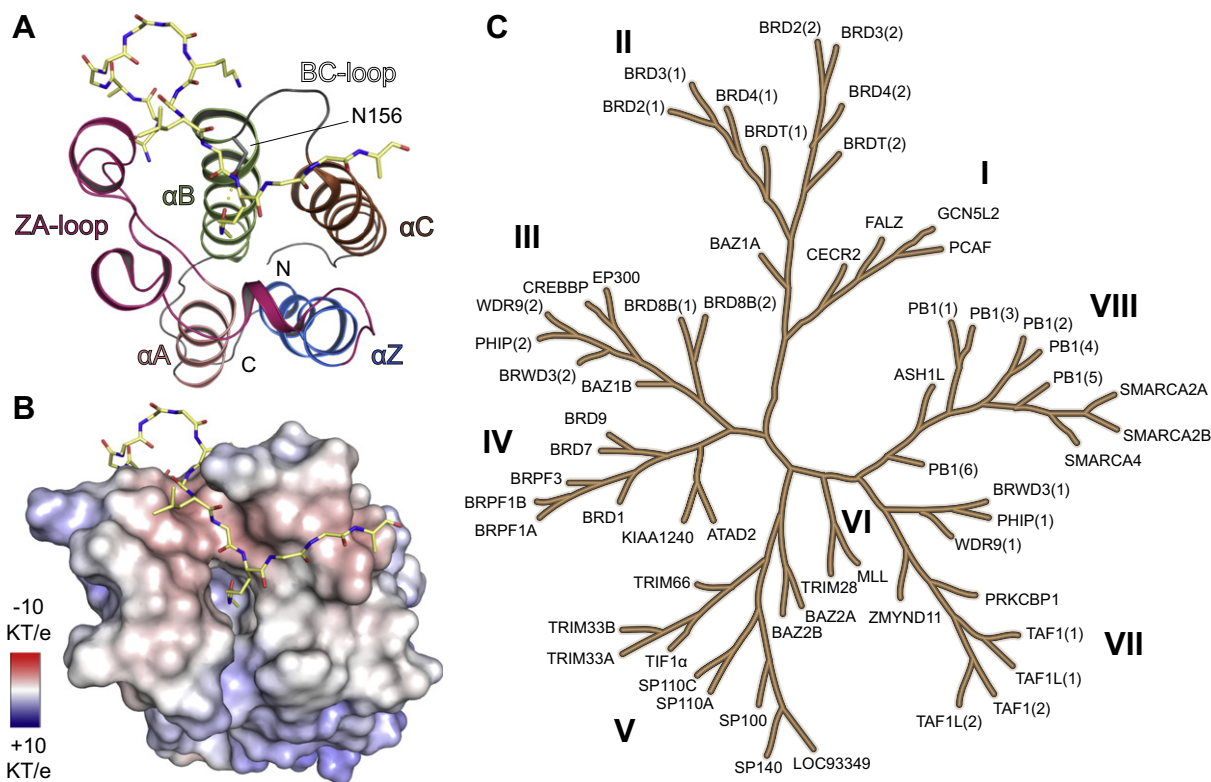 A
BC-loop
N156
αB
αC
ZA-loop
N
αA
C
αZ
B
-10
KT/e
+10
KT/e
C
II
BRD2(2)
BRD3(2)
BRD3(1)
BRD2(1)
BRD4(1)
BRD4(2)
BRDT(1)
BRDT(2)
I
GCN5L2
FALZ
PCAF
BAZ1A
CECR2
III
EP300
CREBBP
WDR9(2)
BRD8B(1)
BRD8B(2)
PHIP(2)
BRWD3(2)
BAZ1B
VIII
PB1(1)
PB1(3)
PB1(2)
PB1(4)
ASH1L
PB1(5)
SMARCA2A
SMARCA2B
SMARCA4
PB1(6)
IV
BRD9
BRD7
BRPF3
BRPF1B
BRPF1A
BRD1
KIAA1240
ATAD2
VI
BRWD3(1)
PHIP(1)
WDR9(1)
TRIM28
MLL
TRIM66
TRIM33B
TRIM33A
TIF1α
SP110C
SP110A
BAZ2B
BAZ2A
ZMYND11
PRKCBP1
TAF1(1)
VII
TAF1L(1)
TAF1(2)
TAF1L(2)
V
SP100
SP140
LOC93349